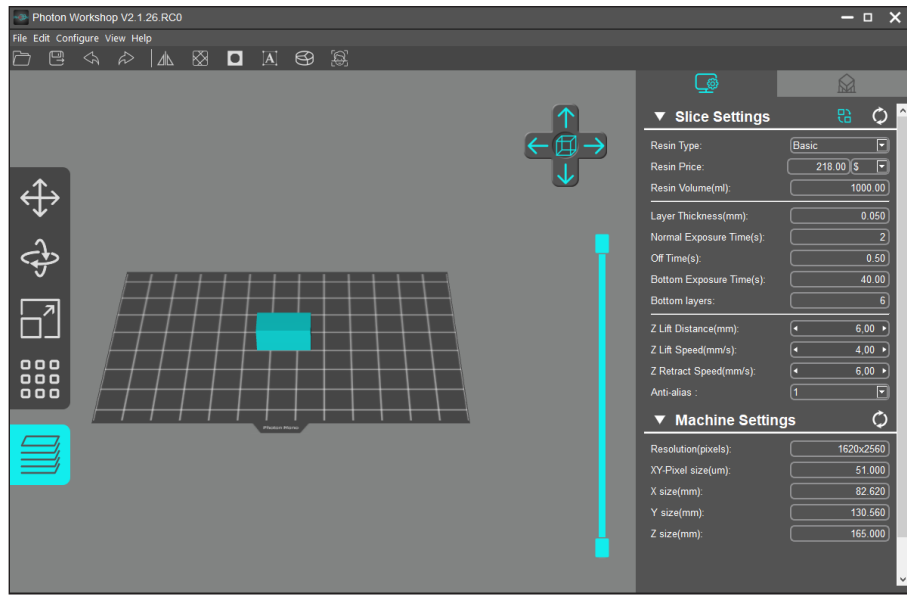 Photon Workshop V2.1.26.RC0
File Edit Configure View Help
A
Slice Settings
Resin Type: Basic
Resin Price: 218.00 $
Resin Volume(ml): 1000.00
Layer Thickness(mm): 0.050
Normal Exposure Time(s): 2
Off Time(s): 0.50
Bottom Exposure Time(s): 40.00
Bottom layers: 6
Z Lift Distance(mm): 6,00
Z Lift Speed(mm/s): 4,00
Z Retract Speed(mm/s): 6,00
Anti-alias : 1
Machine Settings
Resolution(pixels): 1620x2560
XY-Pixel size(um): 51.000
X size(mm): 82.620
Y size(mm): 130.560
Z size(mm): 165.000